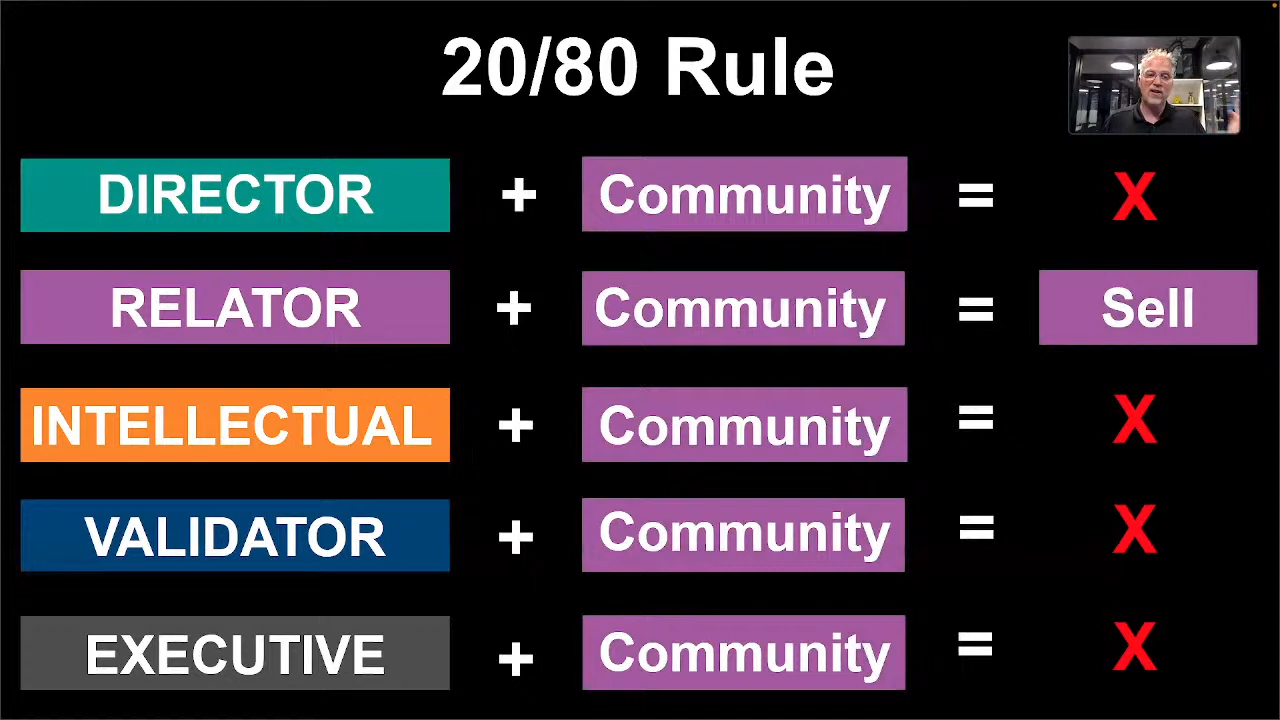 20/80 Rule
DIRECTOR + Community = X
RELATOR + Community = Sell
INTELLECTUAL + Community = X
VALIDATOR + Community = X
EXECUTIVE + Community = X